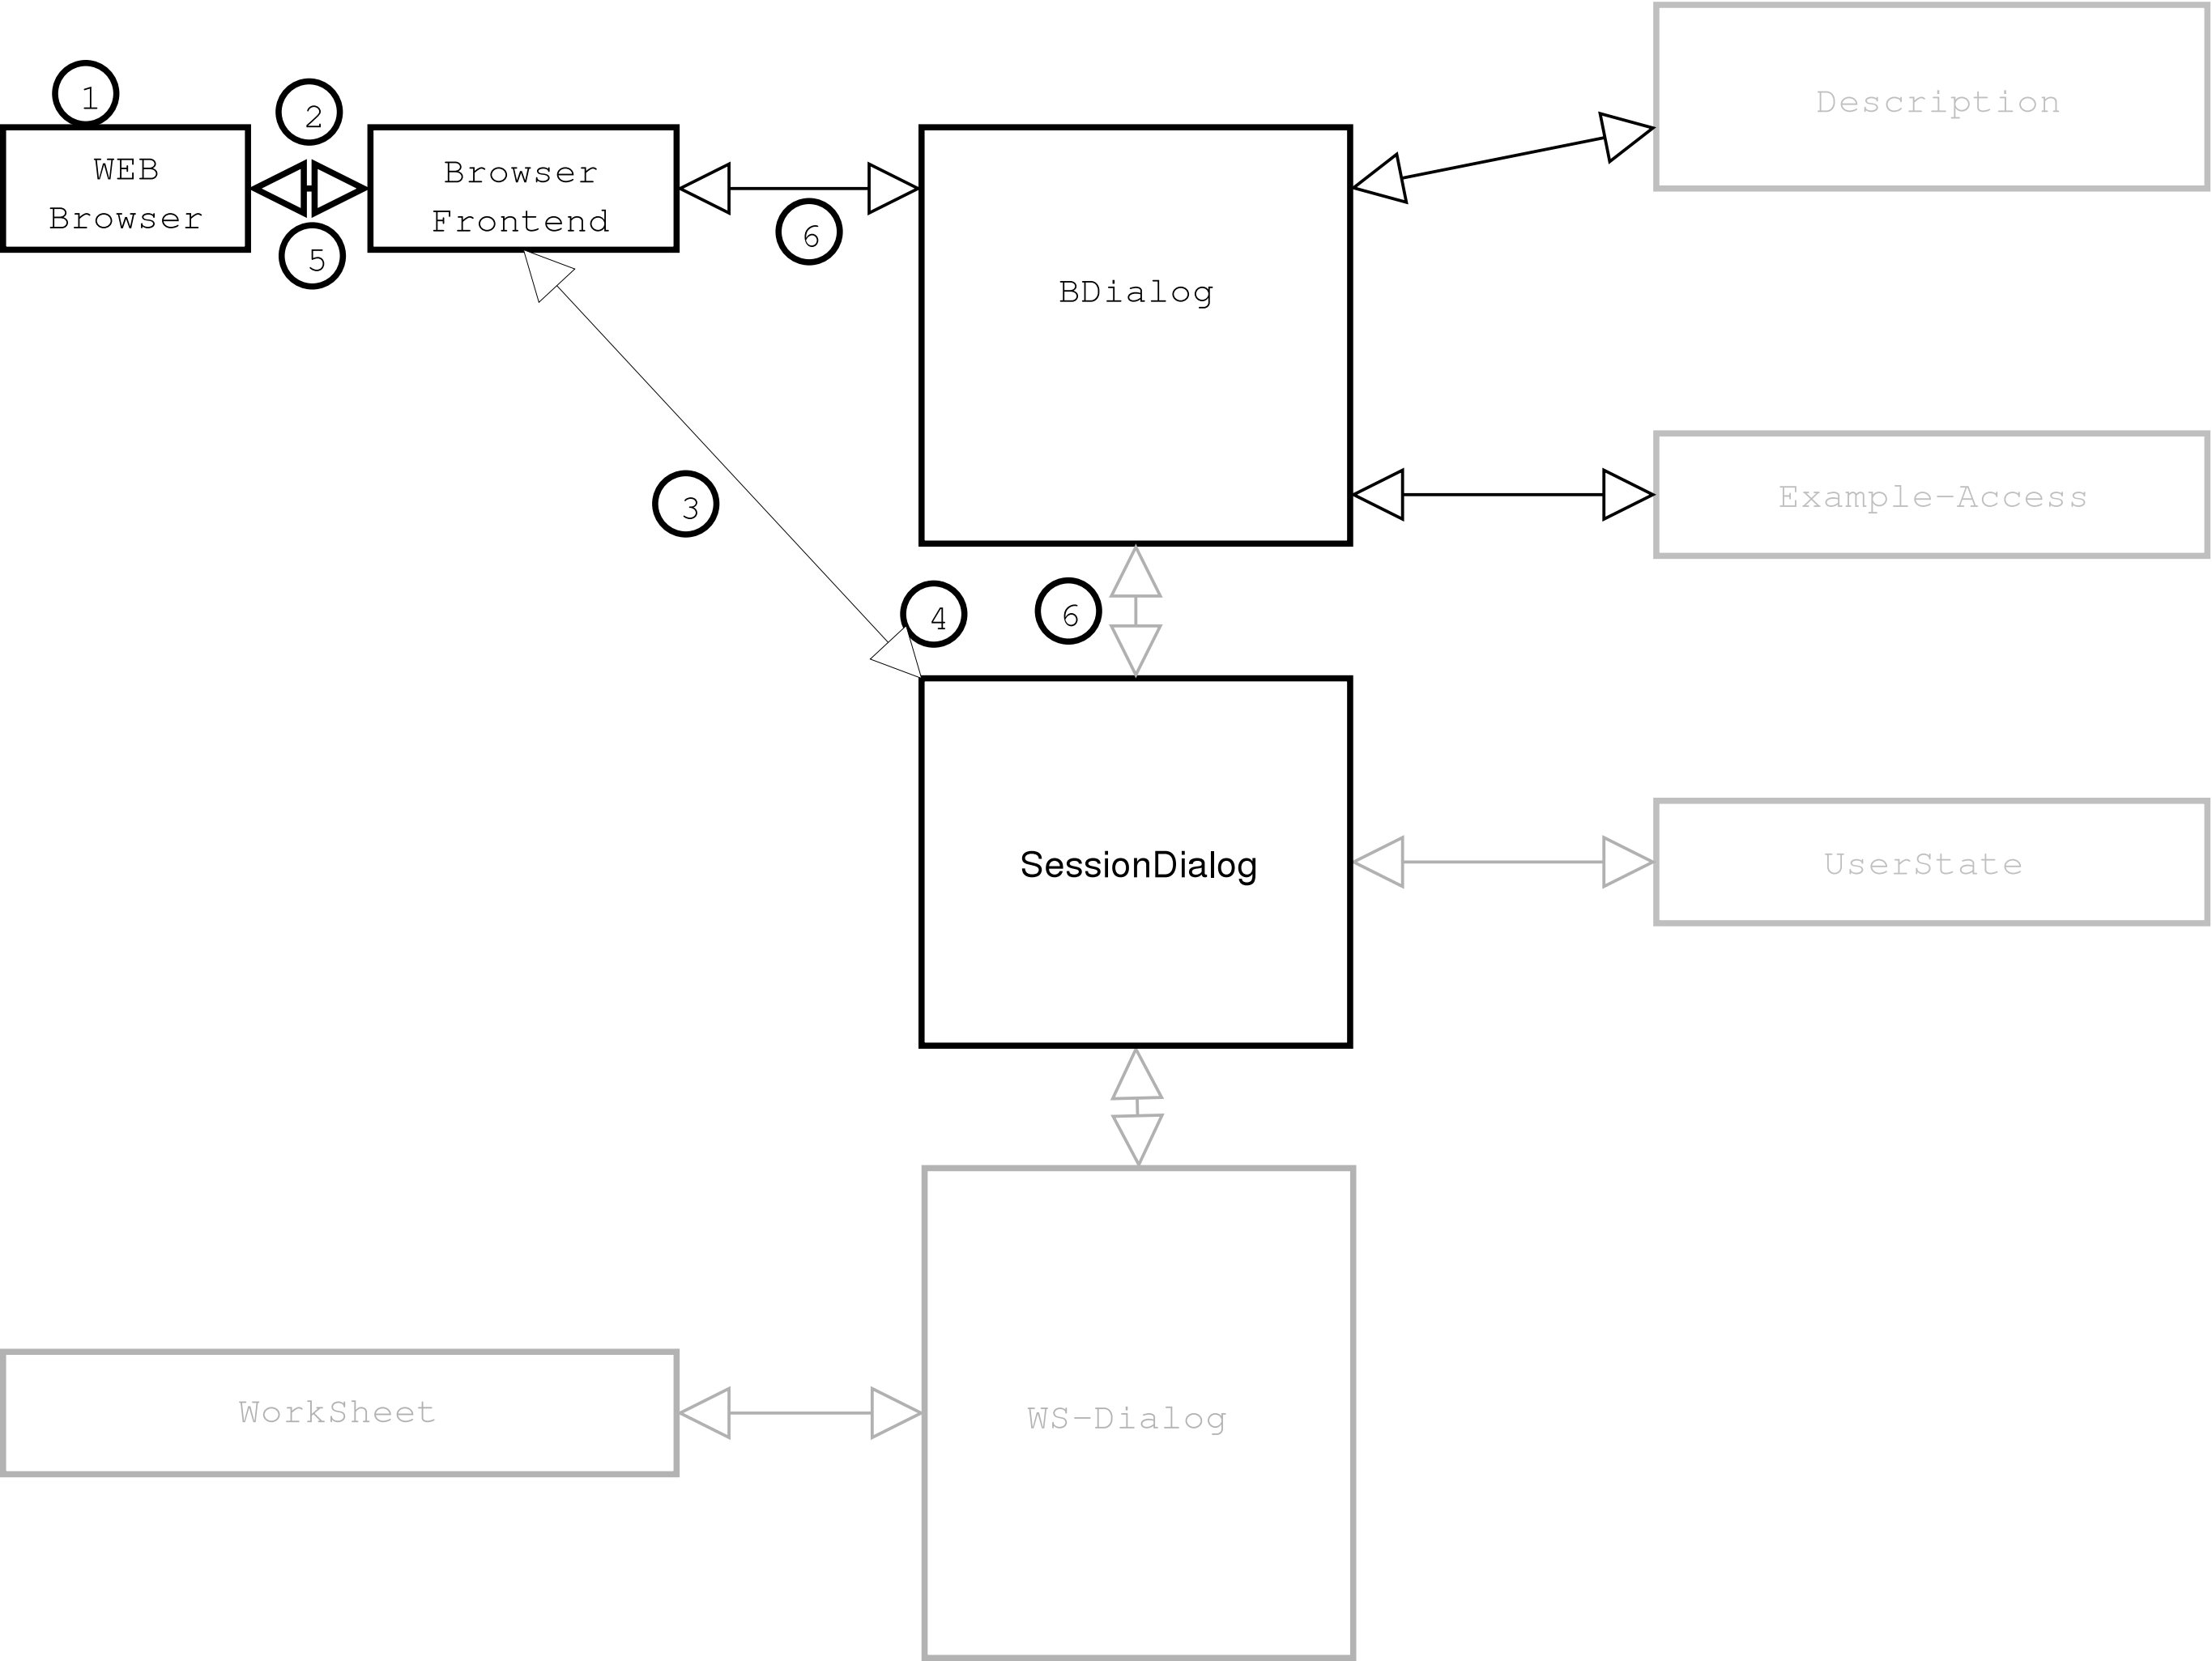 1
2
WEB
Browser
Browser
Frontend
5
6
BDialog
Description
Example-Access
3
4
6
SessionDialog
UserState
WorkSheet
WS-Dialog